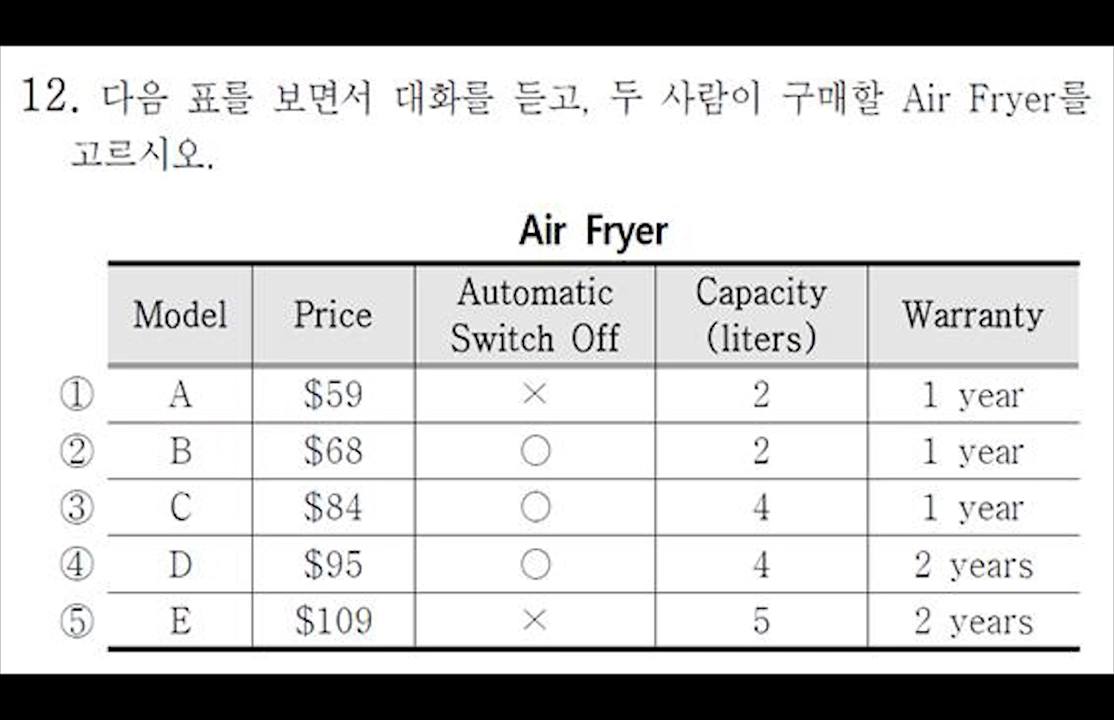 12. 다음 표를 보면서 대화를 듣고, 두 사람이 구매할 Air Fryer를
고르시오.
Air Fryer
Model Price Automatic Switch Off Capacity (liters) Warranty
① A $59 × 2 1 year
② B $68 ○ 2 1 year
③ C $84 ○ 4 1 year
④ D $95 ○ 4 2 years
⑤ E $109 × 5 2 years